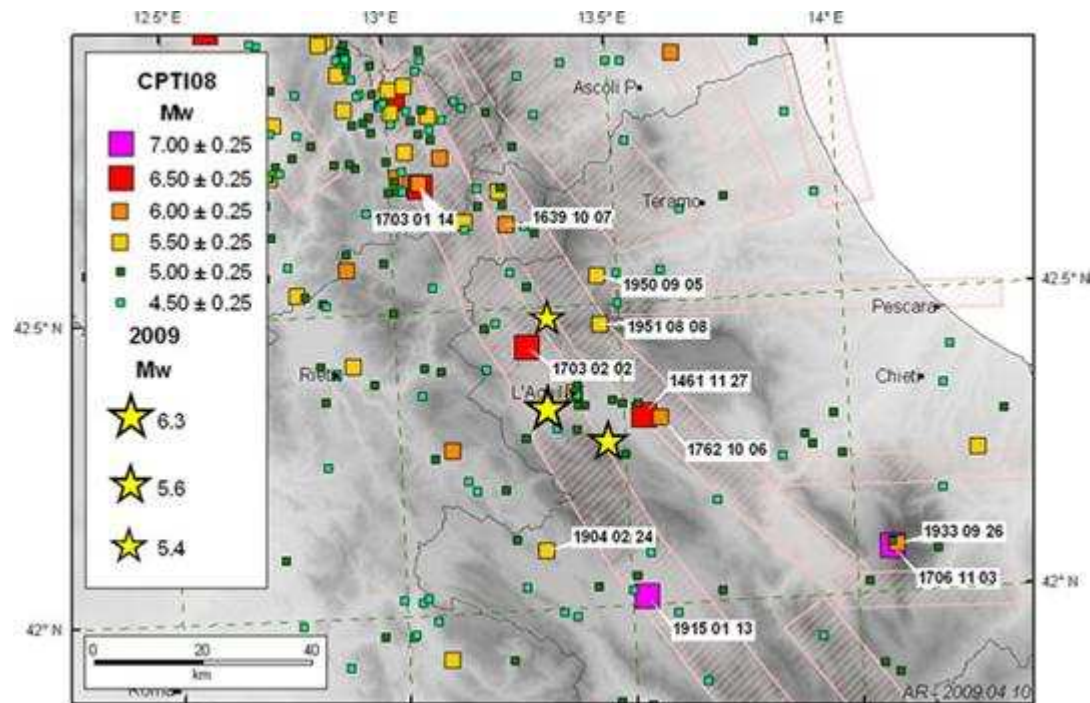 12.5°E
13.0°E
13.5°E
14°E
CPTI08
Mw
7.00 ± 0.25
6.50 ± 0.25
6.00 ± 0.25
5.50 ± 0.25
5.00 ± 0.25
4.50 ± 0.25
2009
Mw
6.3
5.6
5.4
Ascoli P
1703 01 14
1639 10 07
Teramo
1950 09 05
42.5°N
Pescara
42.5°N
1951 08 08
Rieti
1703 02 02
1461 11 27
Chieti
L'Aquila
1762 10 06
1904 02 24
1933 09 26
1706 11 03
42°N
1915 01 13
42°N
0 20 40
km
Roma
AR - 2009.04.10